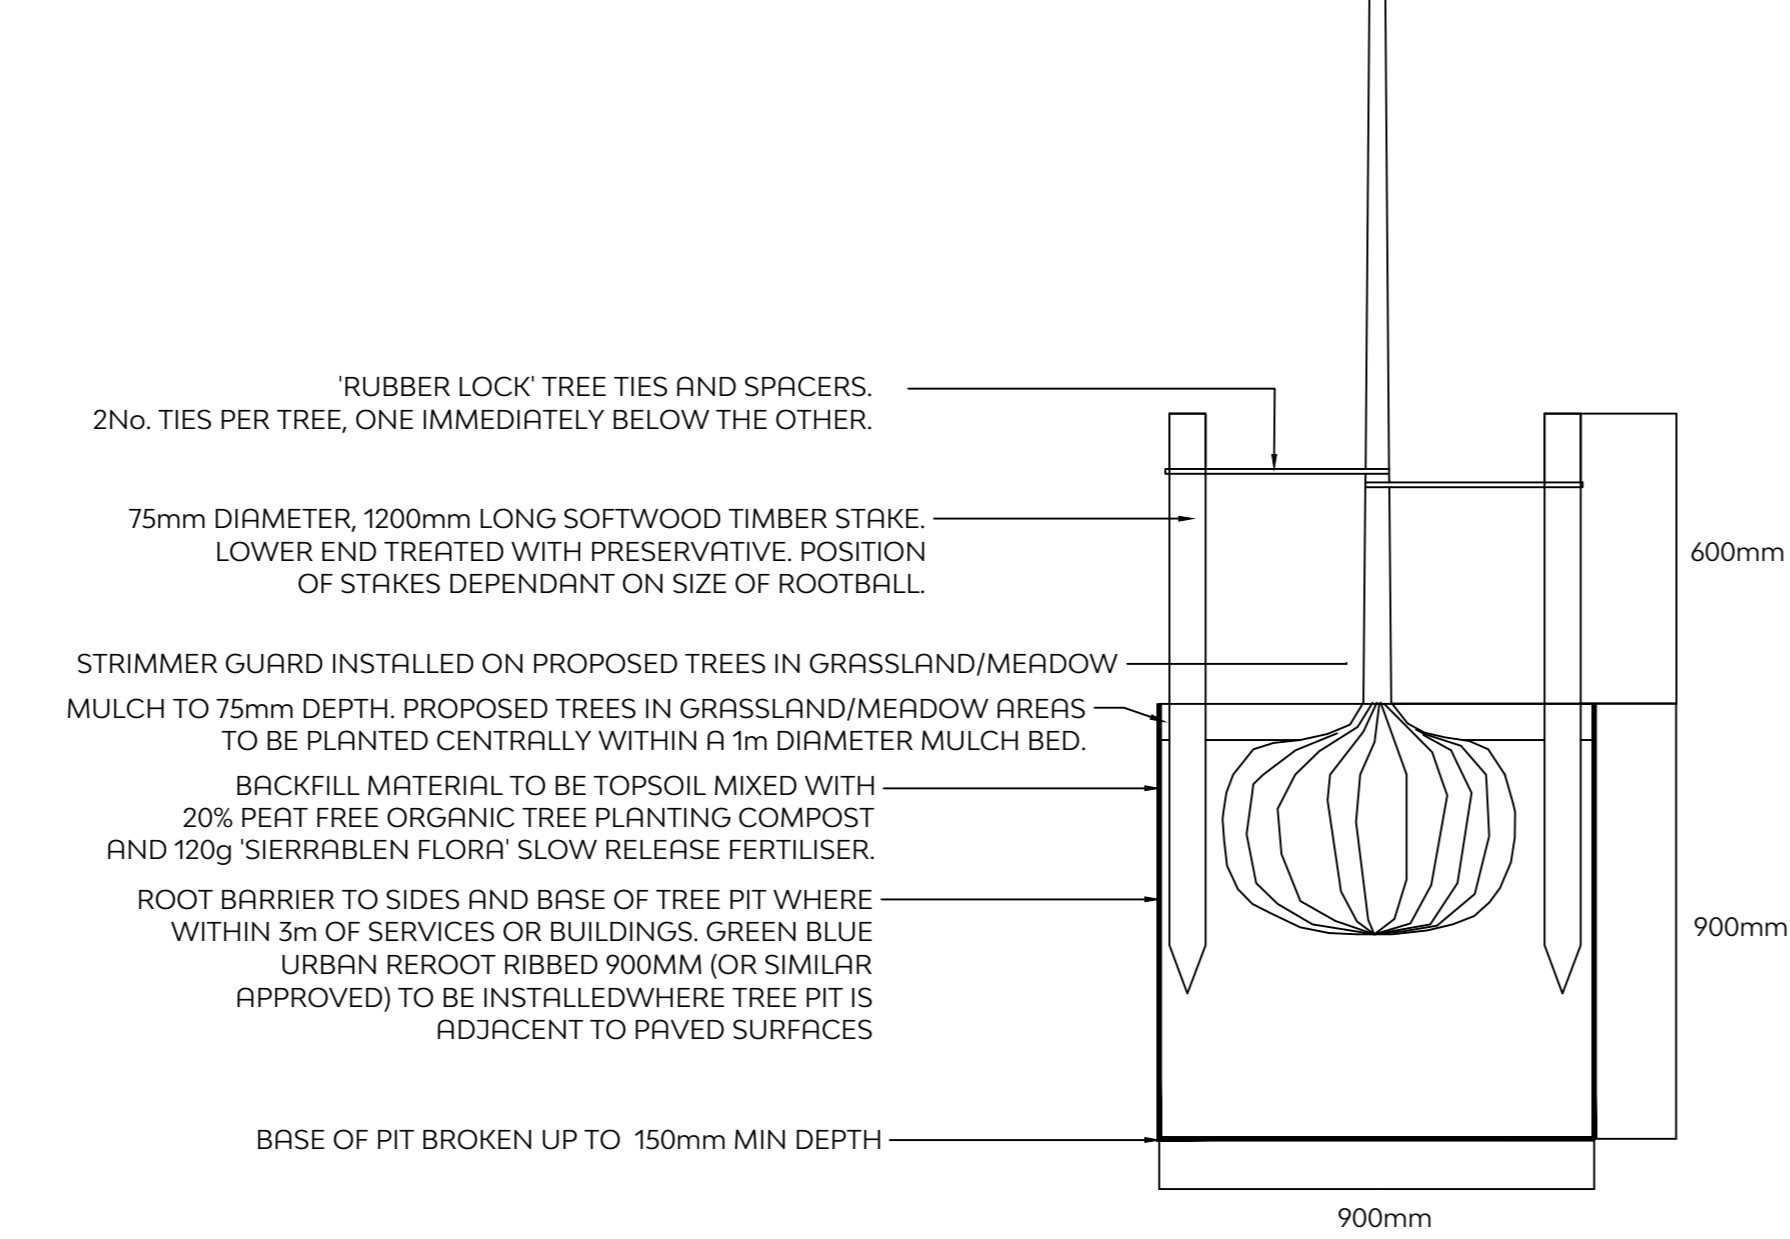 'RUBBER LOCK' TREE TIES AND SPACERS.
2No. TIES PER TREE, ONE IMMEDIATELY BELOW THE OTHER.
75mm DIAMETER, 1200mm LONG SOFTWOOD TIMBER STAKE.
LOWER END TREATED WITH PRESERVATIVE. POSITION
OF STAKES DEPENDANT ON SIZE OF ROOTBALL.
600mm
STRIMMER GUARD INSTALLED ON PROPOSED TREES IN GRASSLAND/MEADOW
MULCH TO 75mm DEPTH. PROPOSED TREES IN GRASSLAND/MEADOW AREAS
TO BE PLANTED CENTRALLY WITHIN A 1m DIAMETER MULCH BED.
BACKFILL MATERIAL TO BE TOPSOIL MIXED WITH
20% PEAT FREE ORGANIC TREE PLANTING COMPOST
AND 120g 'SIERRABLEN FLORA' SLOW RELEASE FERTILISER.
ROOT BARRIER TO SIDES AND BASE OF TREE PIT WHERE
WITHIN 3m OF SERVICES OR BUILDINGS. GREEN BLUE
URBAN REROOT RIBBED 900MM (OR SIMILAR
APPROVED) TO BE INSTALLEDWHERE TREE PIT IS
ADJACENT TO PAVED SURFACES
900mm
BASE OF PIT BROKEN UP TO  150mm MIN DEPTH
900mm